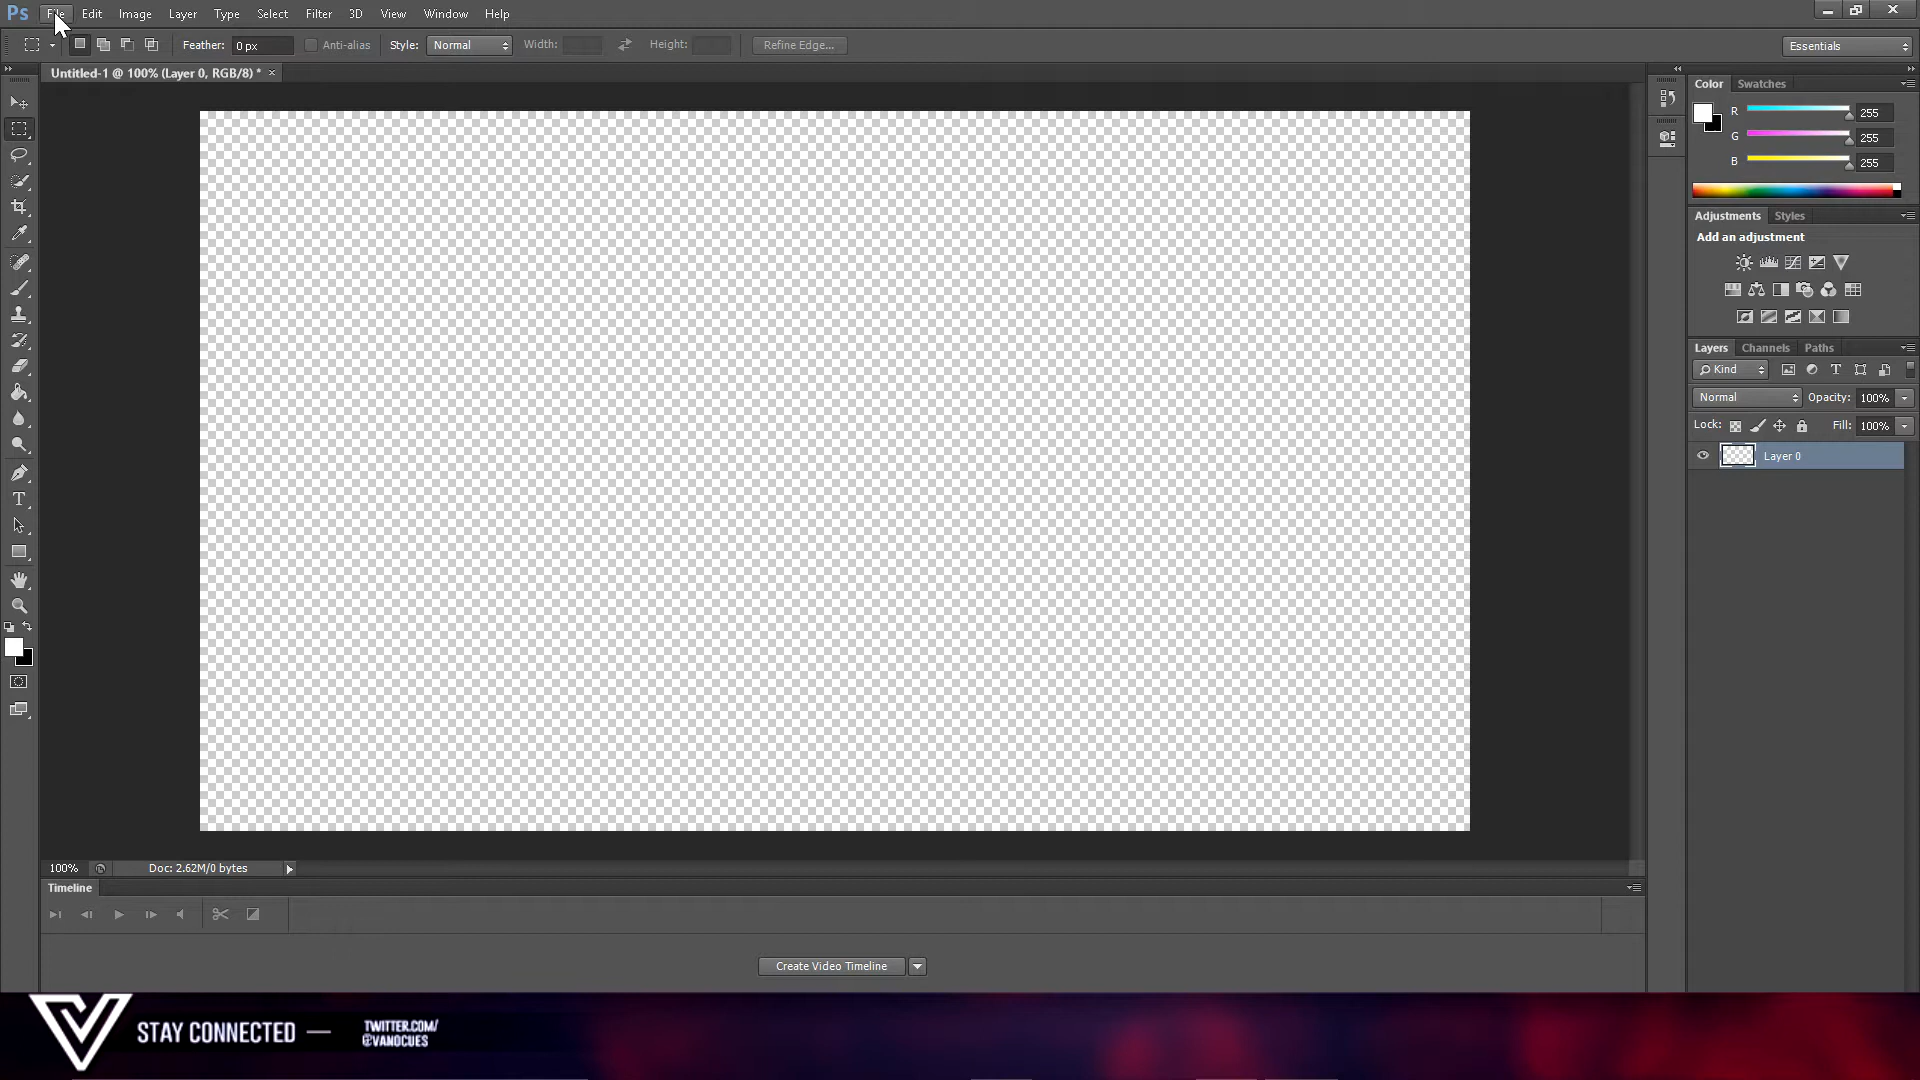 Ps File Edit Image Layer Type Select Filter 3D View Window Help
Feather: 0 px Anti-alias Style: Normal Width: Height: Refine Edge... Essentials
Untitled-1 @ 100% (Layer 0, RGB/8) * ×
Color Swatches
R 255
G 255
B 255
Adjustments Styles
Add an adjustment
Layers Channels Paths
Kind
Normal Opacity: 100%
Lock: Fill: 100%
Layer 0
100% Doc: 2.62M/0 bytes
Timeline
Create Video Timeline
STAY CONNECTED —
TWITTER.COM/
@VANOCUES